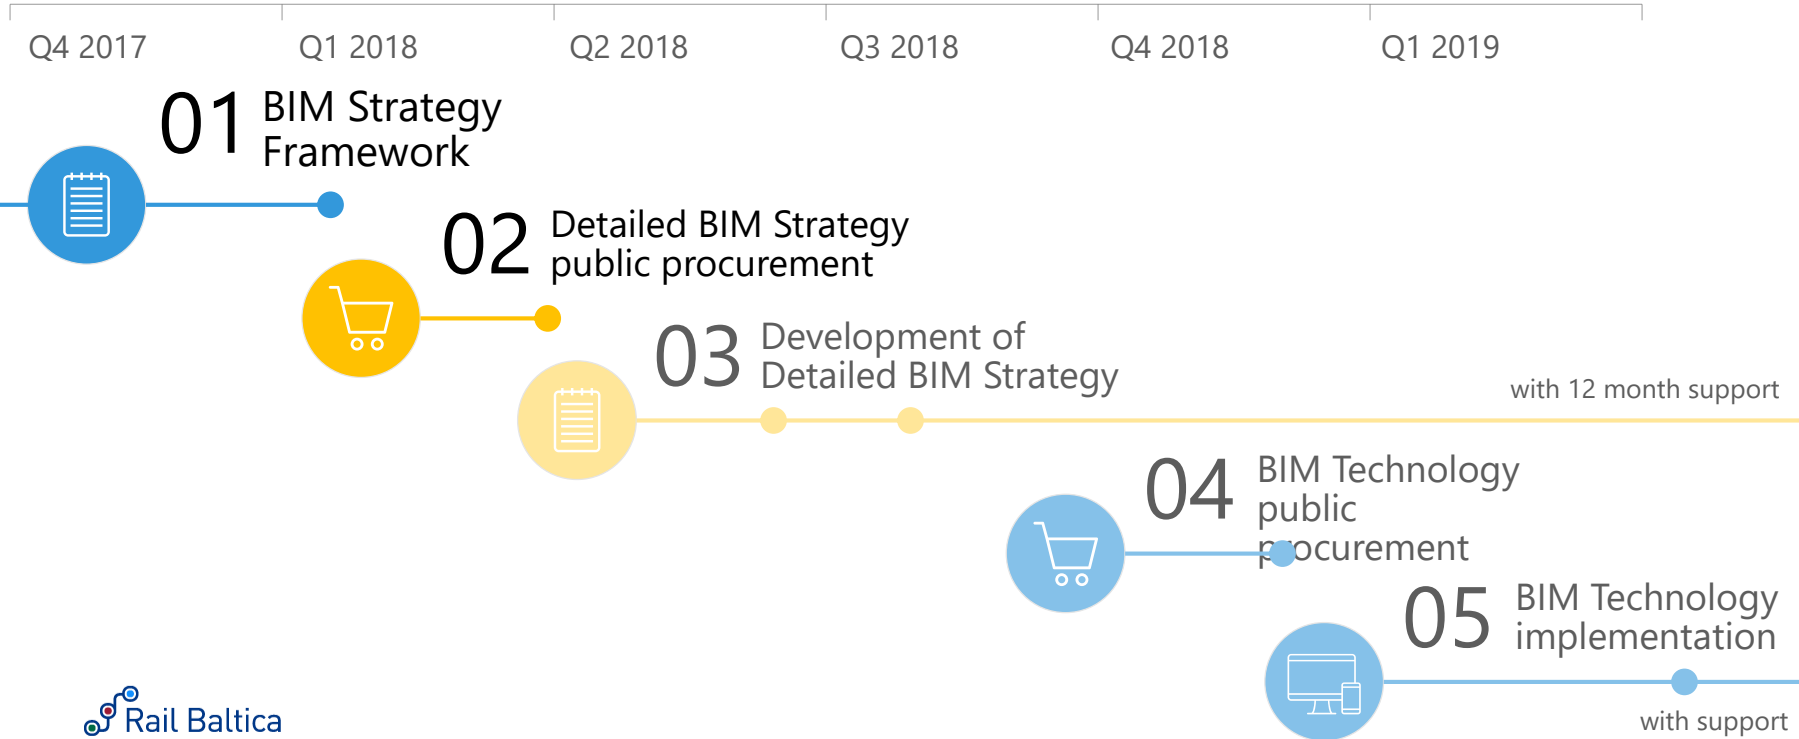 Q4 2017
Q1 2018
Q2 2018
Q3 2018
Q4 2018
Q1 2019
01
BIM Strategy
Framework
02
Detailed BIM Strategy
public procurement
03
Development of
Detailed BIM Strategy
with 12 month support
04
BIM Technology
public
procurement
05
BIM Technology
implementation
with support
Rail Baltica